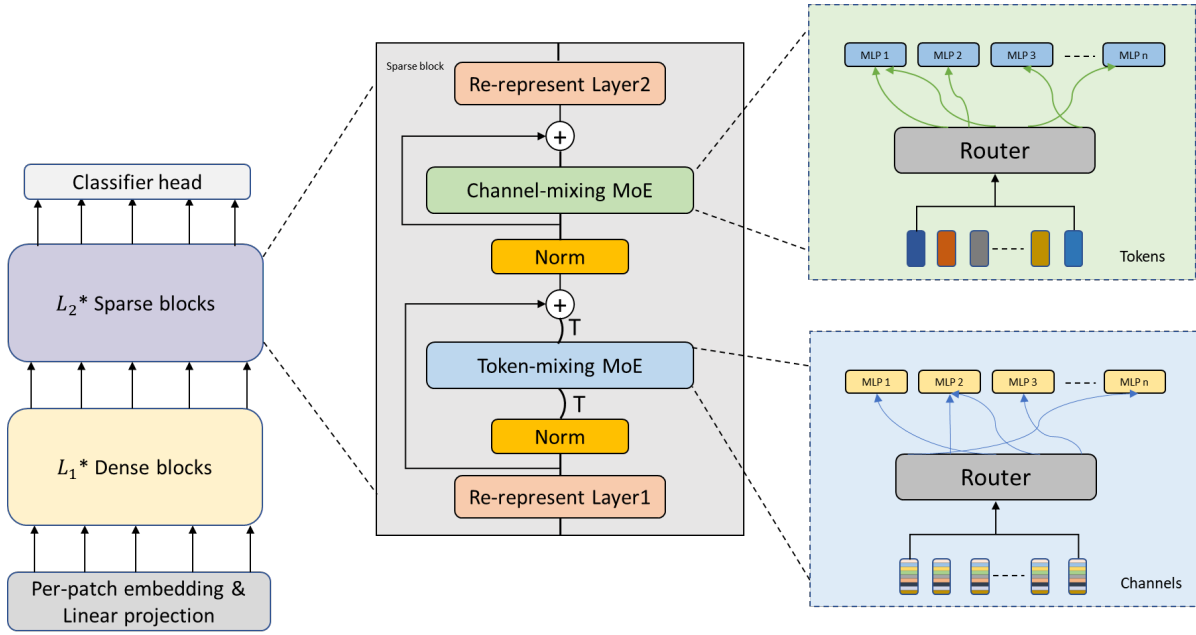 Classifier head
L₂* Sparse blocks
L₁* Dense blocks
Per-patch embedding &
Linear projection
Sparse block
Re-represent Layer2
+
Channel-mixing MoE
Norm
+
T
Token-mixing MoE
T
Norm
Re-represent Layer1
MLP 1 MLP 2 MLP 3 MLP n
Router
Tokens
MLP 1 MLP 2 MLP 3 MLP n
Router
Channels